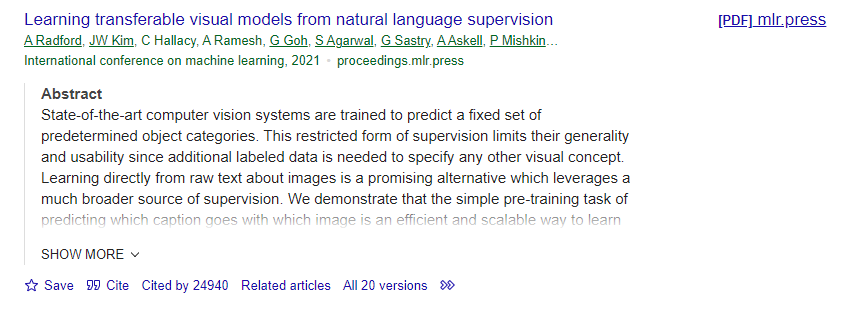 Learning transferable visual models from natural language supervision
[PDF] mlr.press
A Radford, JW Kim, C Hallacy, A Ramesh, G Goh, S Agarwal, G Sastry, A Askell, P Mishkin…
International conference on machine learning, 2021 • proceedings.mlr.press
Abstract
State-of-the-art computer vision systems are trained to predict a fixed set of
predetermined object categories. This restricted form of supervision limits their generality
and usability since additional labeled data is needed to specify any other visual concept.
Learning directly from raw text about images is a promising alternative which leverages a
much broader source of supervision. We demonstrate that the simple pre-training task of
predicting which caption goes with which image is an efficient and scalable way to learn
SHOW MORE
Save Cite Cited by 24940 Related articles All 20 versions